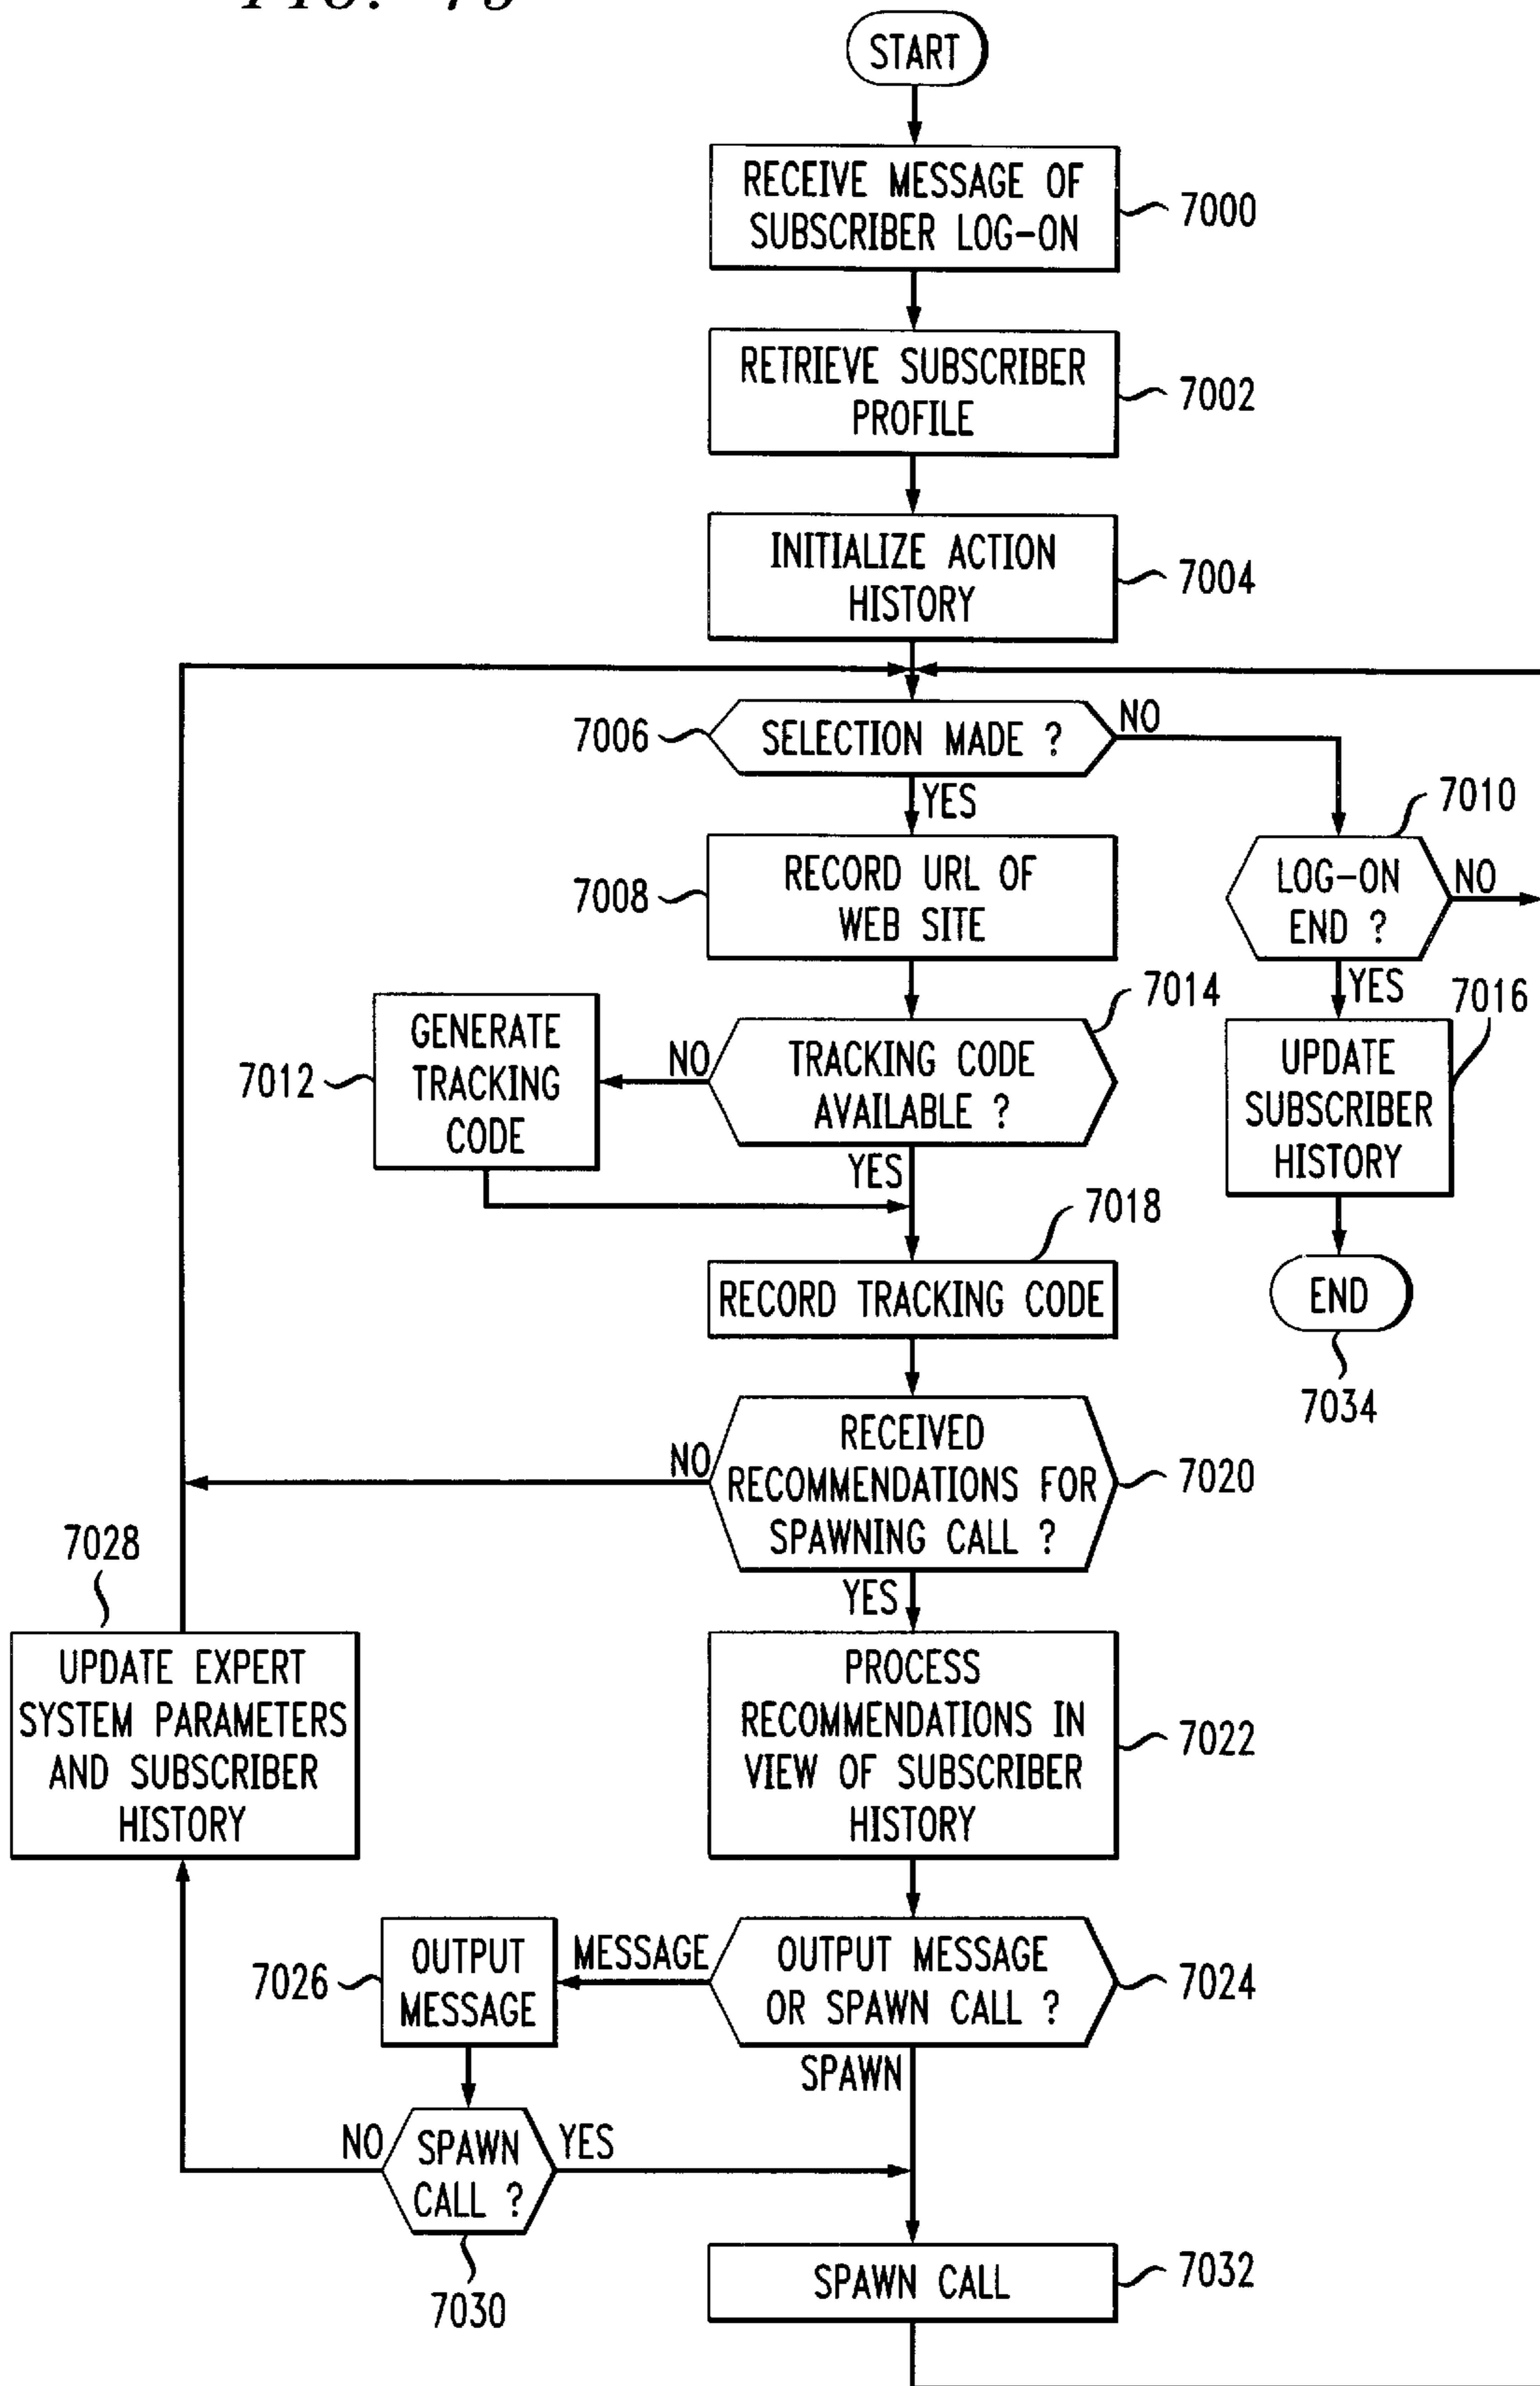 START
RECEIVE MESSAGE OF
SUBSCRIBER LOG-ON
7000
RETRIEVE SUBSCRIBER
PROFILE
7002
INITIALIZE ACTION
HISTORY
7004
7006
SELECTION MADE ?
NO
YES
7010
LOG-ON
END ?
NO
YES
7008
RECORD URL OF
WEB SITE
7014
7016
GENERATE
TRACKING
CODE
7012
NO
TRACKING CODE
AVAILABLE ?
YES
UPDATE
SUBSCRIBER
HISTORY
7018
RECORD TRACKING CODE
END
7034
NO
RECEIVED
RECOMMENDATIONS FOR
SPAWNING CALL ?
7020
YES
7028
UPDATE EXPERT
SYSTEM PARAMETERS
AND SUBSCRIBER
HISTORY
PROCESS
RECOMMENDATIONS IN
VIEW OF SUBSCRIBER
HISTORY
7022
7026
OUTPUT
MESSAGE
MESSAGE
OUTPUT MESSAGE
OR SPAWN CALL ?
7024
SPAWN
NO
SPAWN
CALL ?
YES
7030
SPAWN CALL
7032